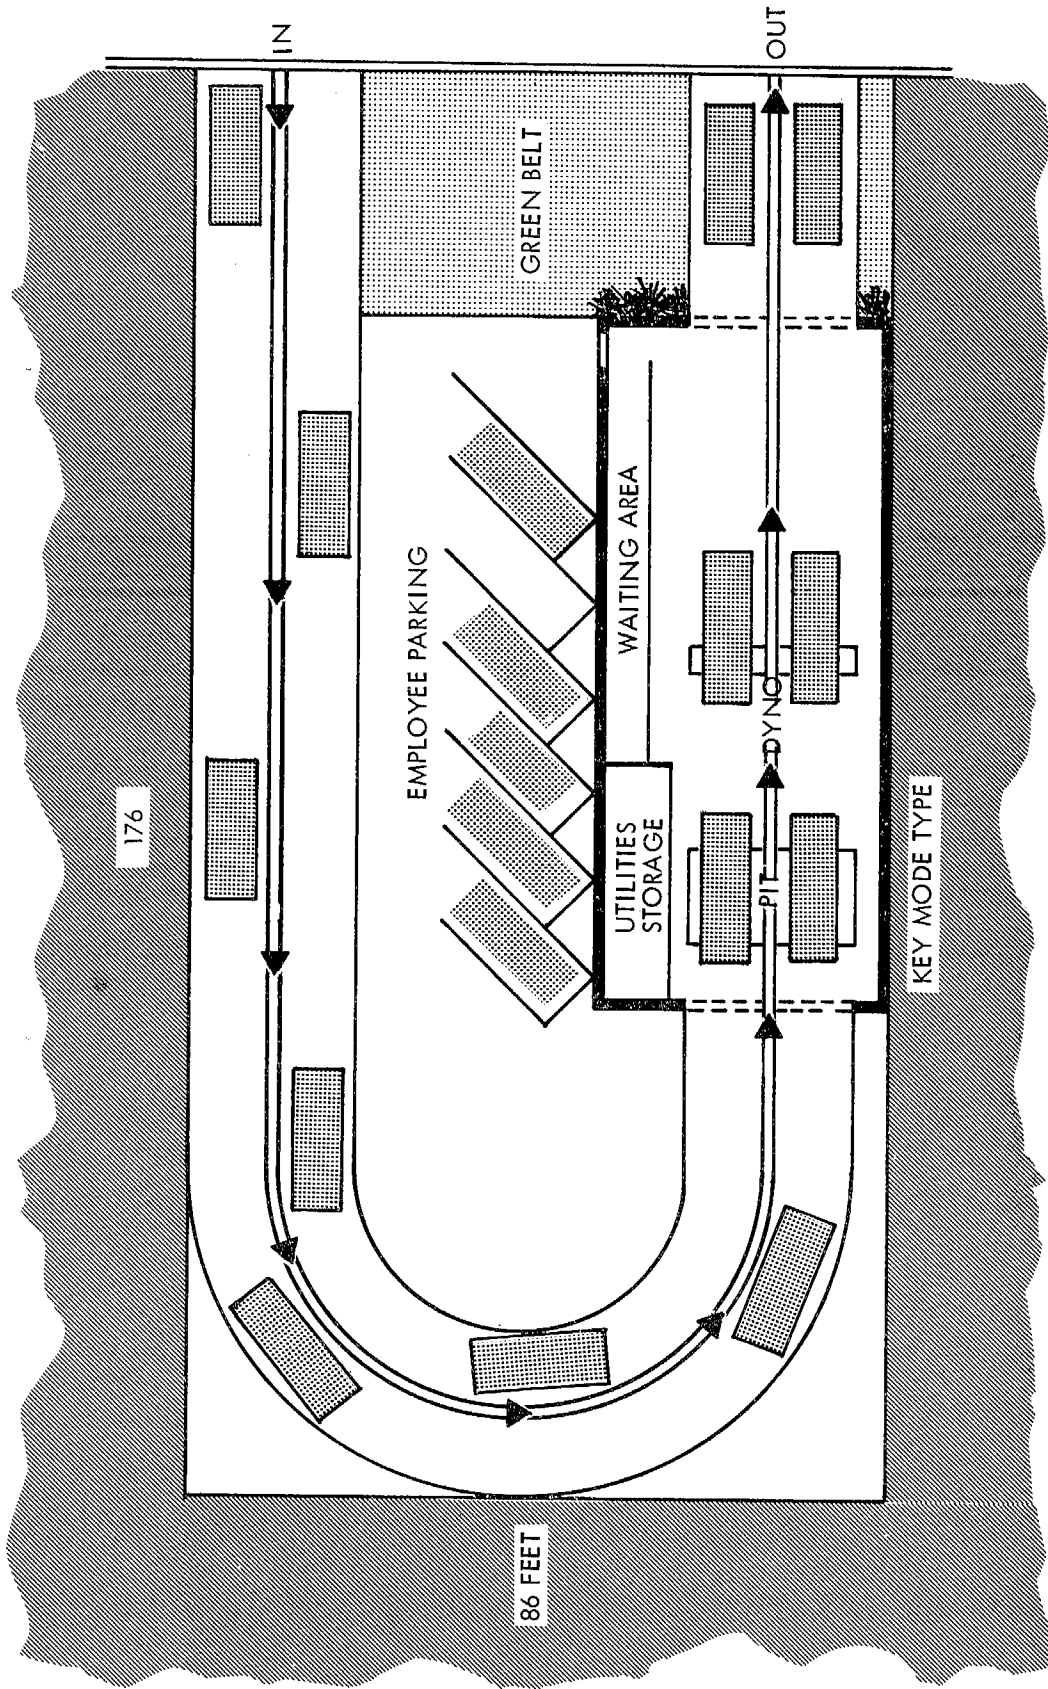 IN
OUT
GREEN BELT
176
EMPLOYEE PARKING
WAITING AREA
UTILITIES
STORAGE
DYNO
PIT
KEY MODE TYPE
86 FEET